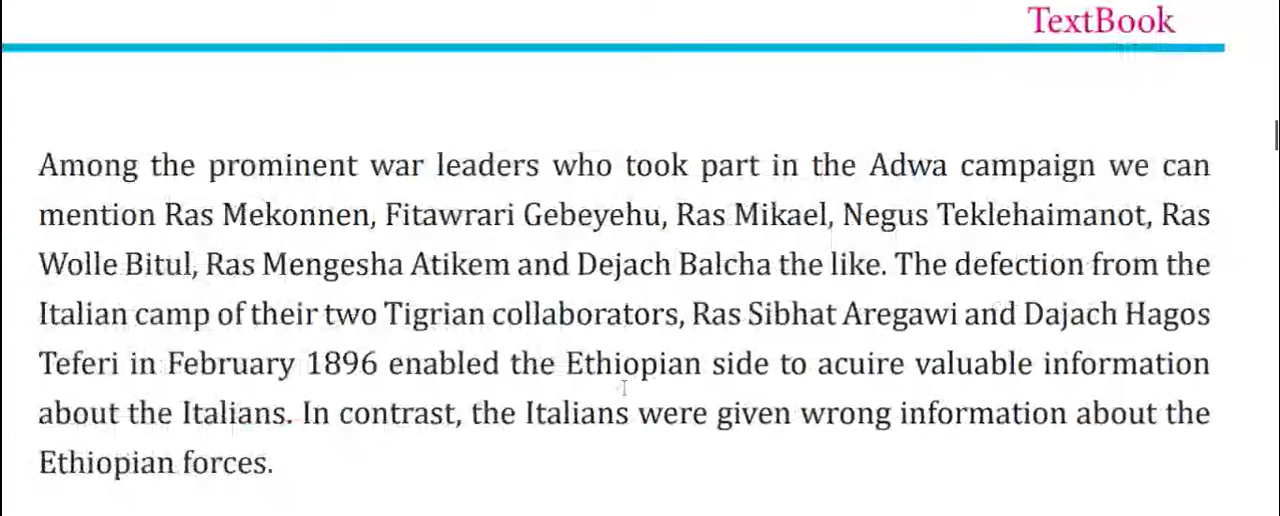 TextBook
Among the prominent war leaders who took part in the Adwa campaign we can
mention Ras Mekonnen, Fitawrari Gebeyehu, Ras Mikael, Negus Teklehaimanot, Ras
Wolle Bitul, Ras Mengesha Atikem and Dejach Balcha the like. The defection from the
Italian camp of their two Tigrian collaborators, Ras Sibhat Aregawi and Dajach Hagos
Teferi in February 1896 enabled the Ethiopian side to acuire valuable information
about the Italians. In contrast, the Italians were given wrong information about the
Ethiopian forces.